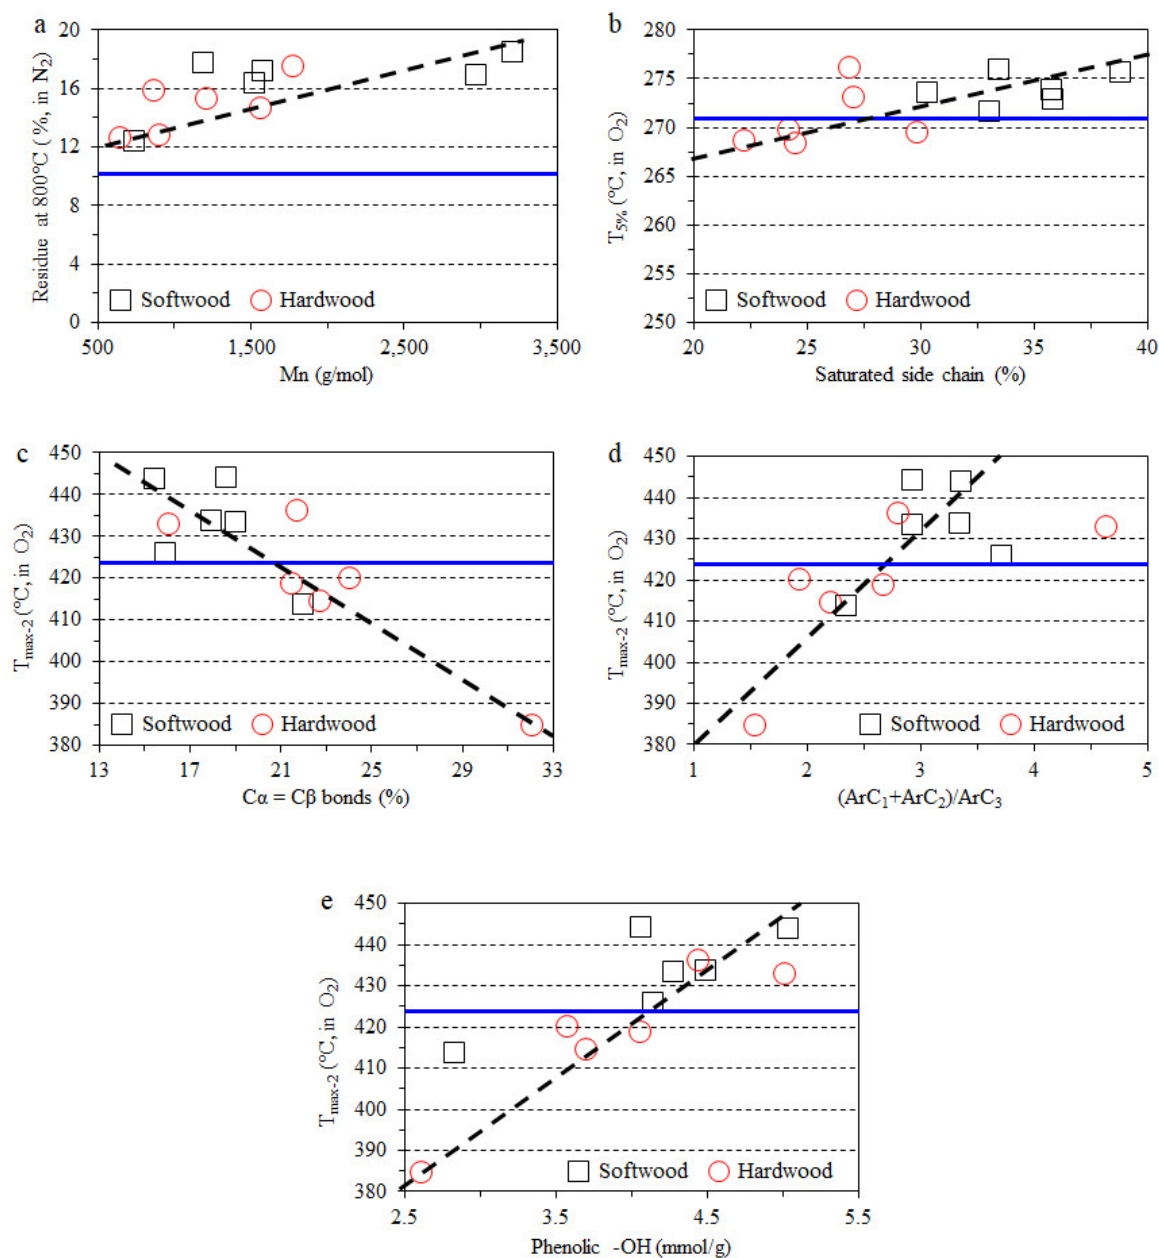 a
Residue at 800°C (%, in N2)
20
16
12
8
4
0
Softwood
Hardwood
500
1,500
2,500
3,500
Mn (g/mol)
b
T5% (°C, in O2)
280
275
270
265
260
255
250
Softwood
Hardwood
20
25
30
35
40
Saturated side chain (%)
c
Tmax-2 (°C, in O2)
450
440
430
420
410
400
390
380
Softwood
Hardwood
13
17
21
25
29
33
Cα = Cβ bonds (%)
d
Tmax-2 (°C, in O2)
450
440
430
420
410
400
390
380
Softwood
Hardwood
1
2
3
4
5
(ArC1+ArC2)/ArC3
e
Tmax-2 (°C, in O2)
450
440
430
420
410
400
390
380
Softwood
Hardwood
2.5
3.5
4.5
5.5
Phenolic -OH (mmol/g)